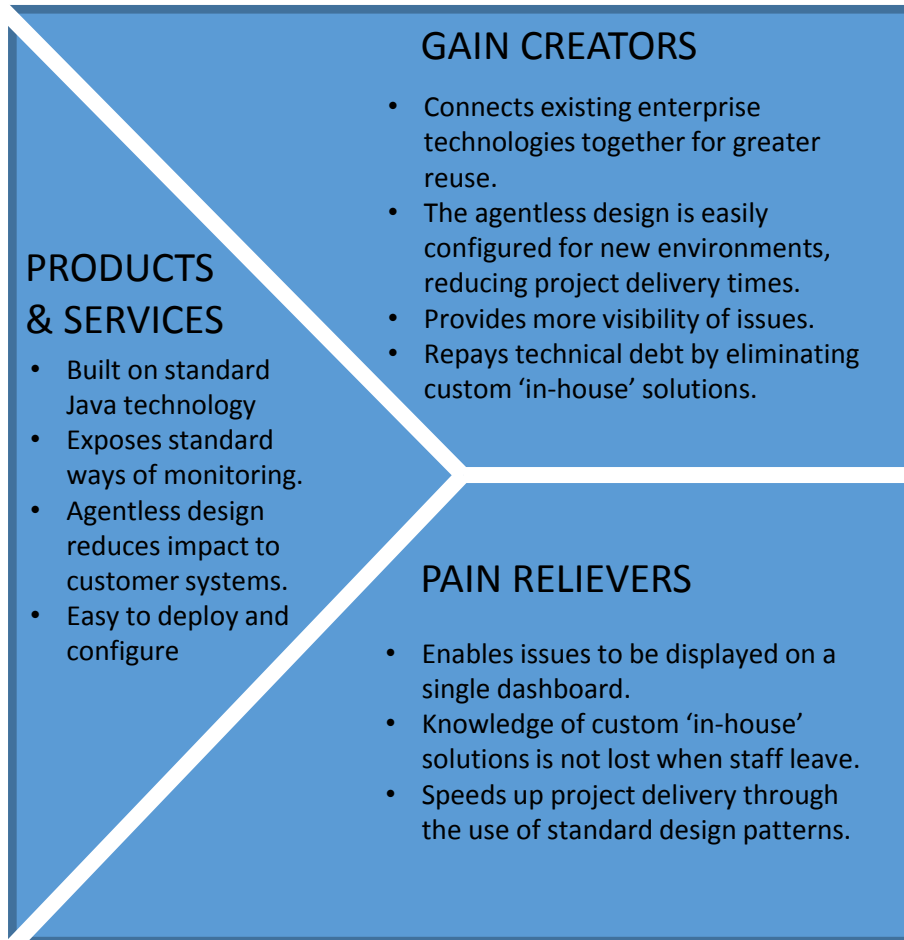 GAIN CREATORS
• Connects existing enterprise
technologies together for greater
reuse.
• The agentless design is easily
configured for new environments,
reducing project delivery times.
• Provides more visibility of issues.
• Repays technical debt by eliminating
custom ‘in-house’ solutions.
PRODUCTS
& SERVICES
• Built on standard
Java technology
• Exposes standard
ways of monitoring.
• Agentless design
reduces impact to
customer systems.
• Easy to deploy and
configure
PAIN RELIEVERS
• Enables issues to be displayed on a
single dashboard.
• Knowledge of custom ‘in-house’
solutions is not lost when staff leave.
• Speeds up project delivery through
the use of standard design patterns.